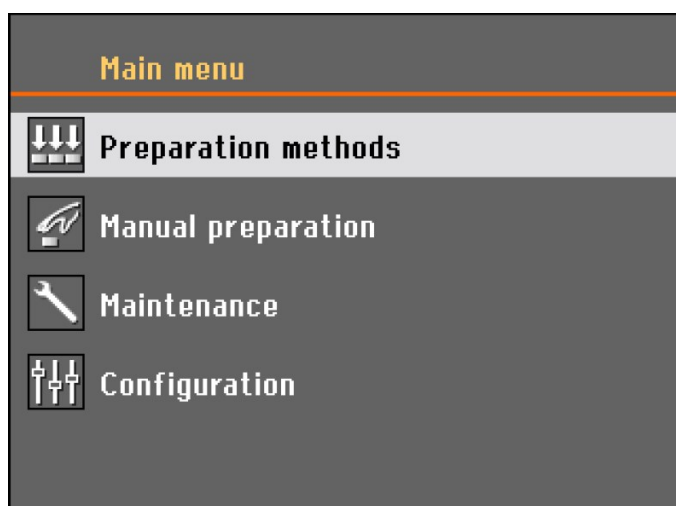 Main menu
Preparation methods
Manual preparation
Maintenance
Configuration